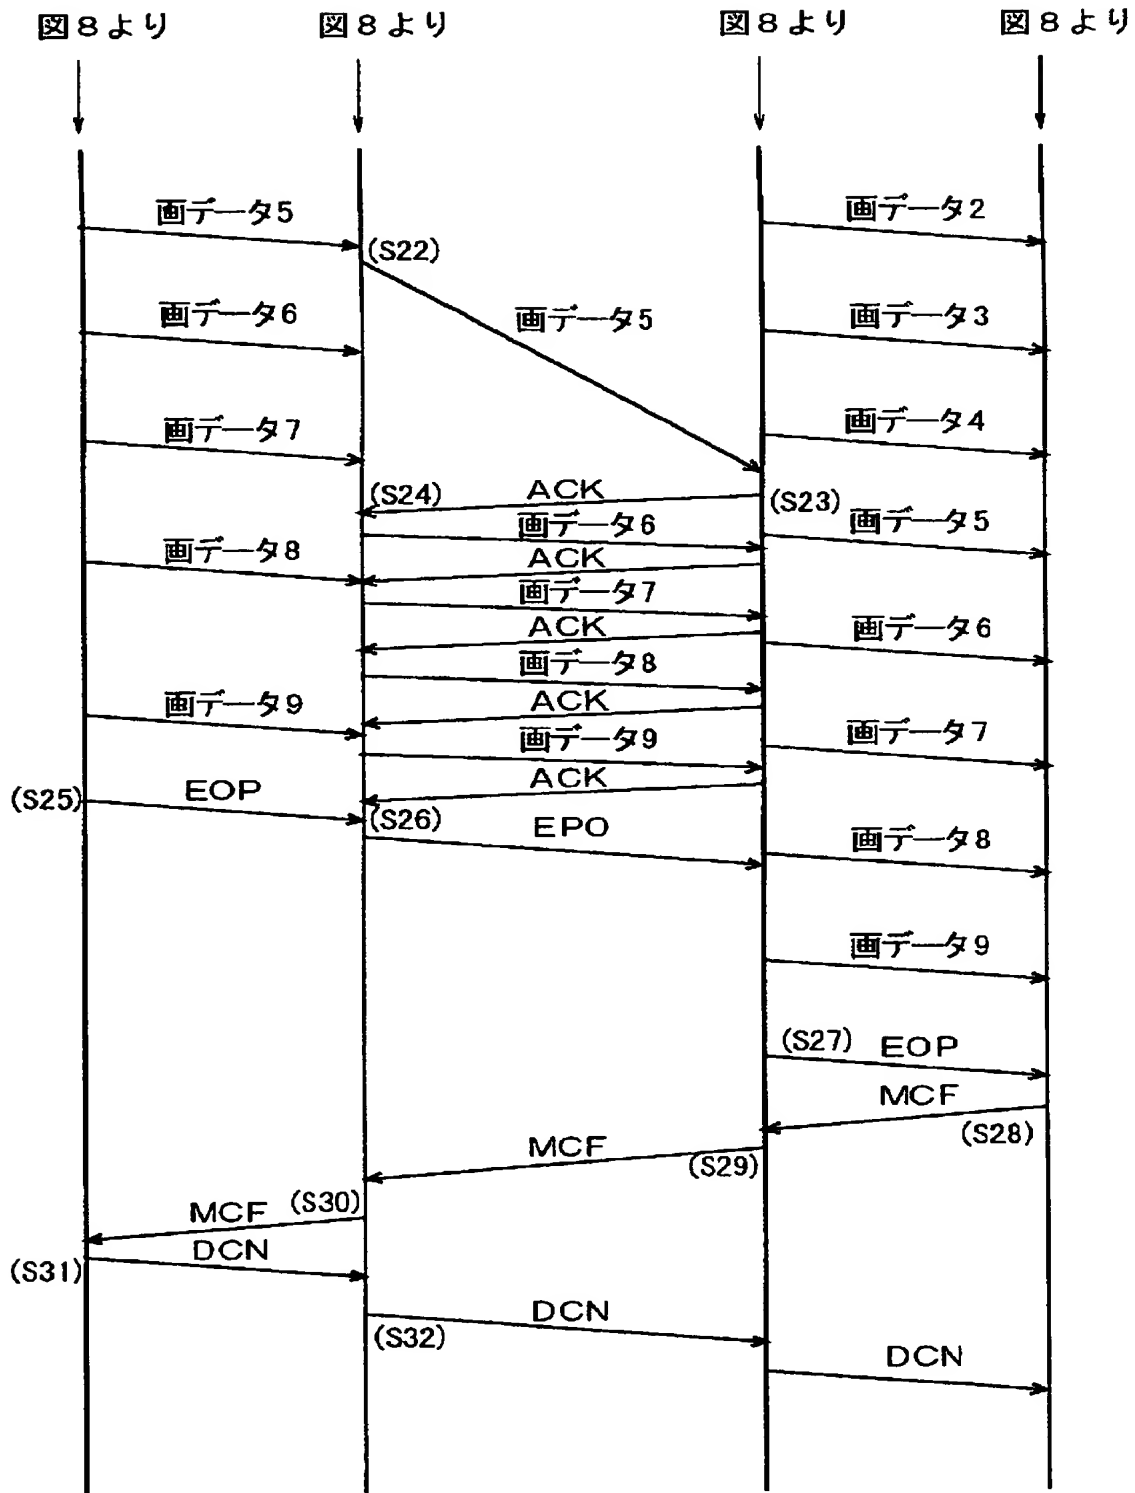 図8より 図8より 図8より 図8より
画データ5 画データ2
(S22)
画データ6 画データ5 画データ3
画データ7 画データ4
(S24) ACK (S23)
画データ6 画データ5
画データ8 ACK
画データ7
ACK 画データ6
画データ8
画データ9 ACK
画データ9 画データ7
(S25) EOP ACK
(S26) EPO 画データ8
画データ9
(S27) EOP
MCF
(S28)
MCF (S29)
MCF (S30)
(S31) DCN
DCN
(S32)
DCN